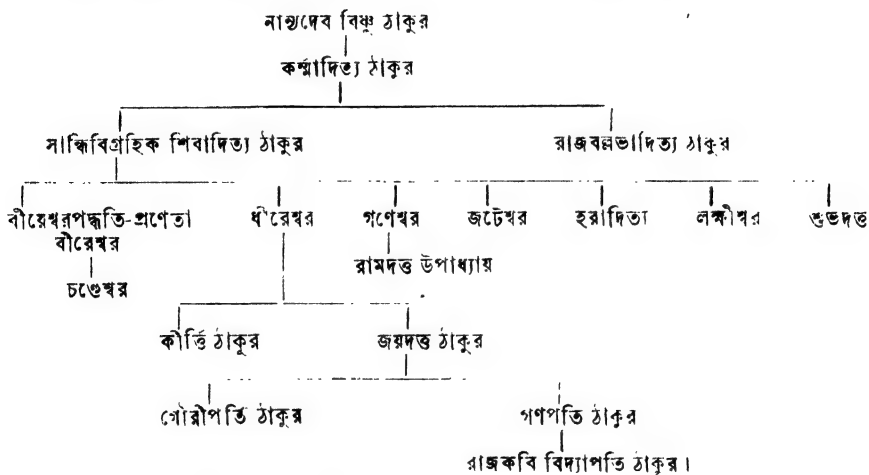 নান্যদেব বিষ্ণু ঠাকুর
কর্ম্মাদিত্য ঠাকুর
সান্ধিবিগ্রহিক শিবাদিত্য ঠাকুর রাজবল্লভাদিত্য ঠাকুর
বীরেশ্বরপদ্ধতি-প্রণেতা ধীরেশ্বর গণেশ্বর জটেশ্বর হরাদিত্য লক্ষ্মীশ্বর শুভদত্ত
বীরেশ্বর
রামদত্ত উপাধ্যায়
চণ্ডেশ্বর
কীর্ত্তি ঠাকুর জয়দত্ত ঠাকুর
গৌরীপতি ঠাকুর গণপতি ঠাকুর
রাজকবি বিদ্যাপতি ঠাকুর।